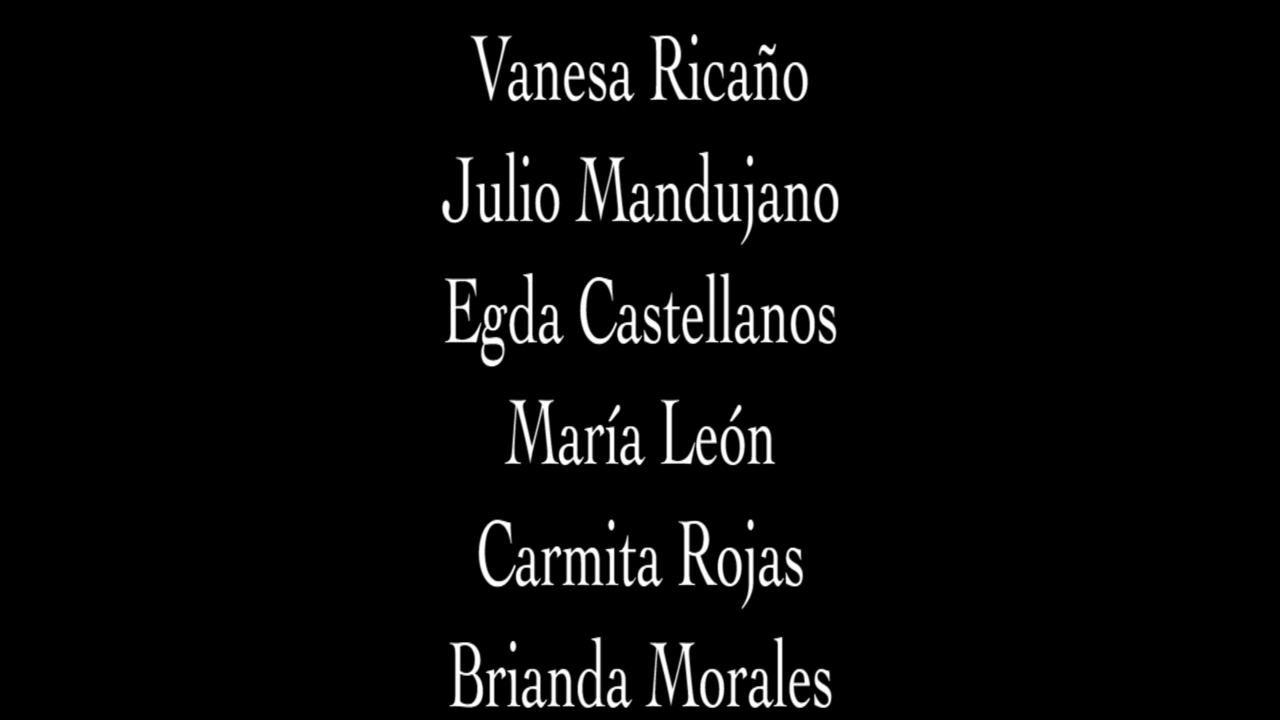 Vanesa Ricaño
Julio Mandujano
Egda Castellanos
María León
Carmita Rojas
Brianda Morales